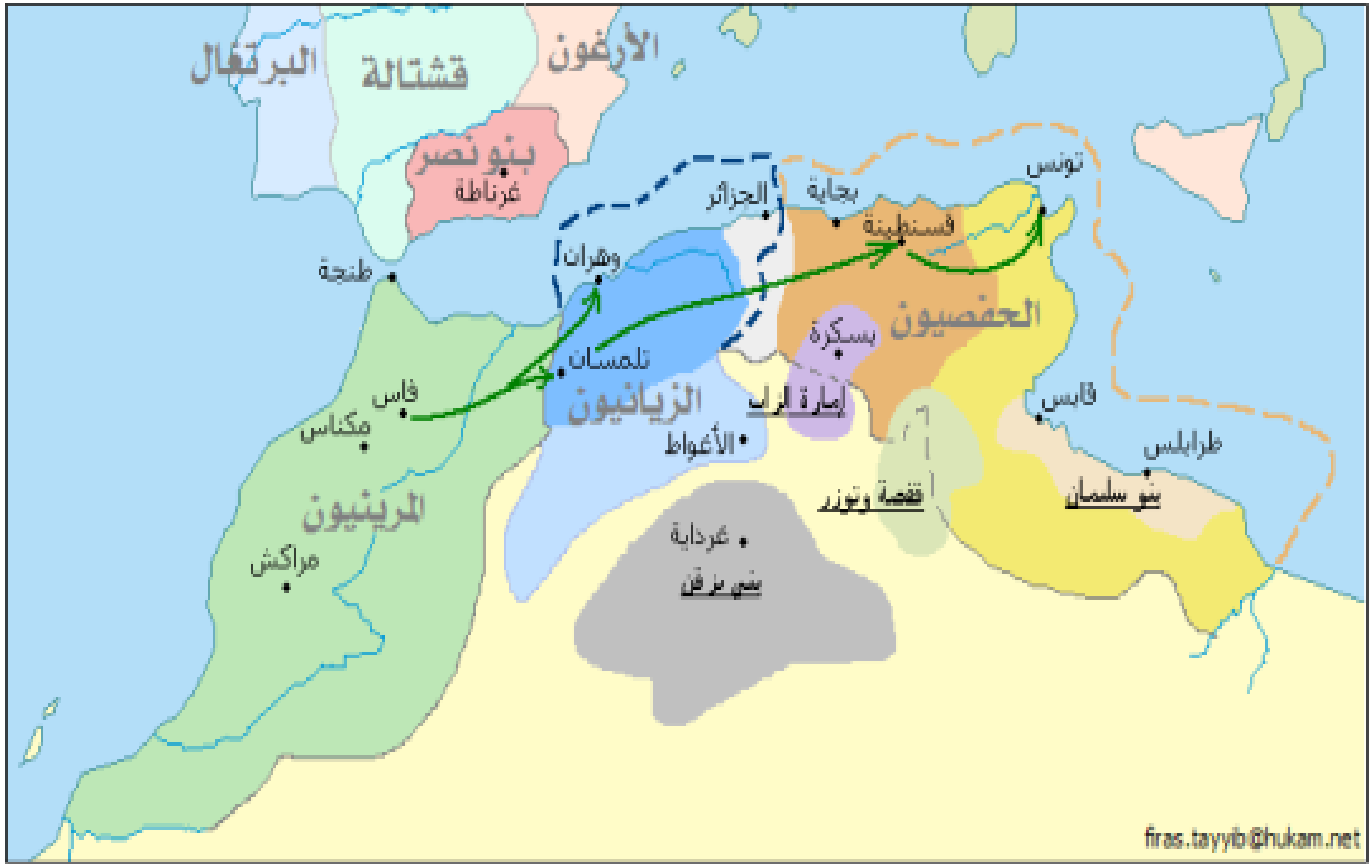 الأرغون
البرتغال
قشتالة
بنو نصر
غرناطة
تونس
بجاية
الجزائر
قسنطينة
وهران
طنجة
الحفصيون
بسكرة
تلمسان
فاس
الزيانيون
إمارة الزاب
قابس
مكناس
الأغواط
طرابلس
المرينيون
قفصة وتوزر
بنو سليمان
غرداية
مراكش
بني يزقن
firas.tayyib@hukam.net